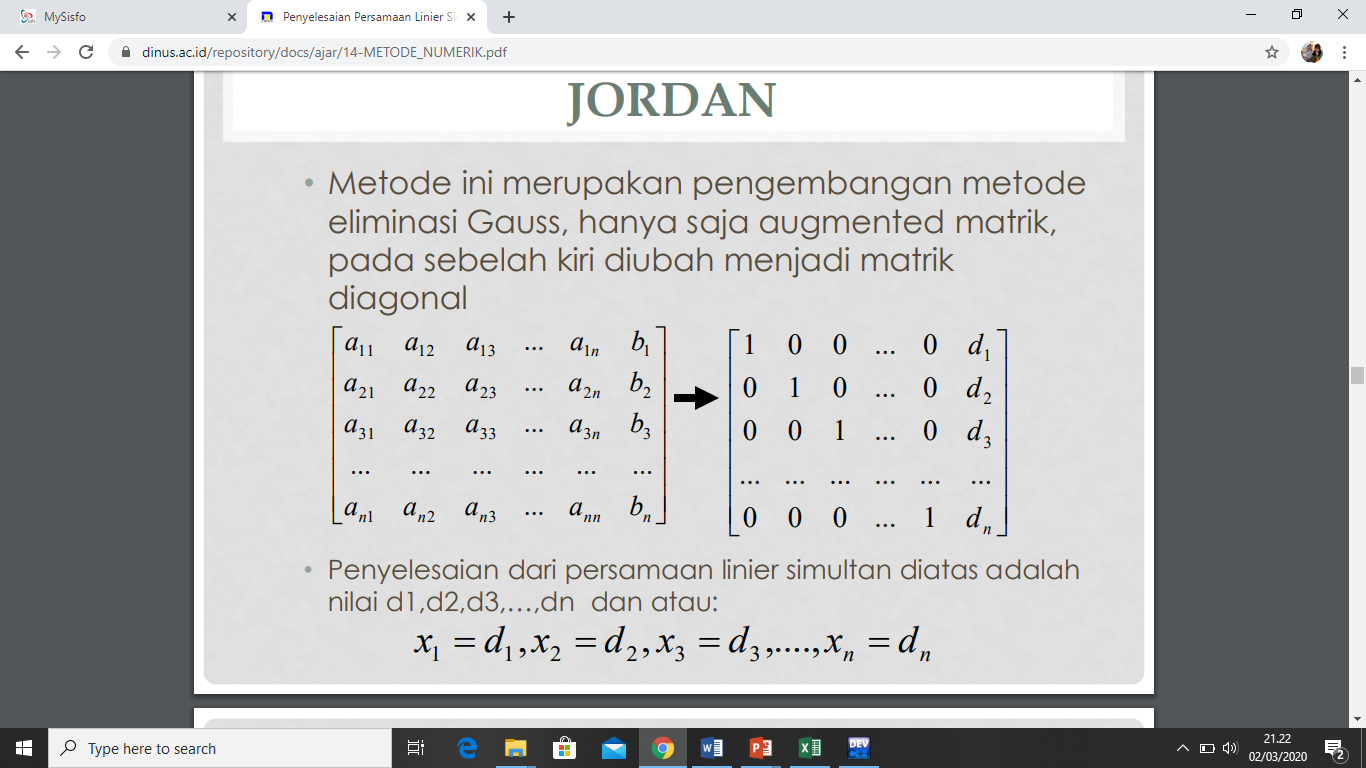 MySisfo
Penyelesaian Persamaan Linier Si
dinus.ac.id/repository/docs/ajar/14-METODE_NUMERIK.pdf
JORDAN
• Metode ini merupakan pengembangan metode
eliminasi Gauss, hanya saja augmented matrik,
pada sebelah kiri diubah menjadi matrik
diagonal
a₁₁ a₁₂ a₁₃ ... a₁ₙ b₁
a₂₁ a₂₂ a₂₃ ... a₂ₙ b₂
a₃₁ a₃₂ a₃₃ ... a₃ₙ b₃
... ... ... ... ... ...
aₙ₁ aₙ₂ aₙ₃ ... aₙₙ bₙ
1 0 0 ... 0 d₁
0 1 0 ... 0 d₂
0 0 1 ... 0 d₃
... ... ... ... ... ...
0 0 0 ... 1 dₙ
• Penyelesaian dari persamaan linier simultan diatas adalah
nilai d1,d2,d3,...,dn dan atau:
x₁ = d₁, x₂ = d₂, x₃ = d₃,...., xₙ = dₙ
Type here to search
DEV
21.22
02/03/2020
2